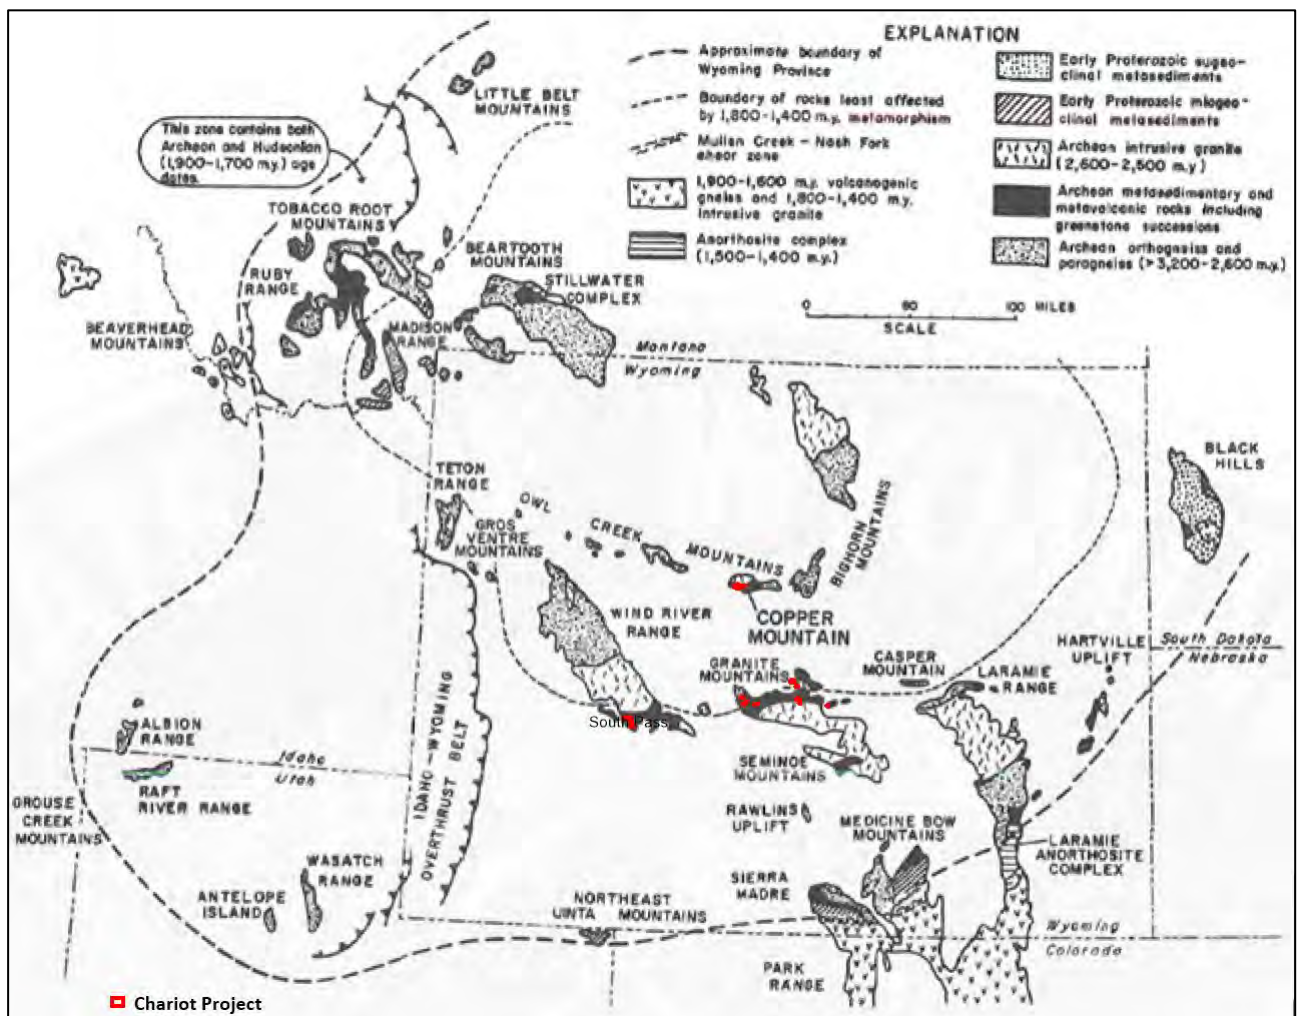 EXPLANATION
Approximate boundary of
Wyoming Province
Boundary of rocks least affected
by 1,800-1,400 m.y. metamorphism
Mullen Creek - Nash Fork
shear zone
1,900-1,600 m.y. volcanogenic
gneiss and 1,800-1,400 m.y.
intrusive granite
Anorthosite complex
(1,500-1,400 m.y.)
Early Proterozoic eugeo-
clinal metasediments
Early Proterozoic miogeo-
clinal metasediments
Archean intrusive granite
(2,600-2,500 m.y.)
Archean metasedimentary and
metavolcanic rocks including
greenstone successions
Archean orthogneiss and
paragneiss (>3,200-2,600 m.y.)
0 50 100 MILES
SCALE
This zone contains both
Archean and Hudsonian
(1,900-1,700 m.y.) age
dates.
LITTLE BELT
MOUNTAINS
TOBACCO ROOT
MOUNTAINS
RUBY
RANGE
BEARTOOTH
MOUNTAINS
STILLWATER
COMPLEX
BEAVERHEAD
MOUNTAINS
MADISON
RANGE
Montana
Wyoming
BLACK
HILLS
TETON
RANGE
GROS
VENTRE
MOUNTAINS
OWL CREEK MOUNTAINS
BIGHORN
MOUNTAINS
WIND RIVER
RANGE
COPPER
MOUNTAIN
GRANITE
MOUNTAINS
CASPER
MOUNTAIN
LARAMIE
RANGE
HARTVILLE
UPLIFT
South Dakota
Nebraska
South Pass
IDAHO-WYOMING
OVERTHRUST BELT
ALBION
RANGE
Idaho
Utah
RAFT
RIVER RANGE
GROUSE
CREEK
MOUNTAINS
SEMINOE
MOUNTAINS
RAWLINS
UPLIFT
MEDICINE BOW
MOUNTAINS
LARAMIE
ANORTHOSITE
COMPLEX
WASATCH
RANGE
ANTELOPE
ISLAND
NORTHEAST
UINTA MOUNTAINS
SIERRA
MADRE
Wyoming
Colorado
PARK
RANGE
Chariot Project